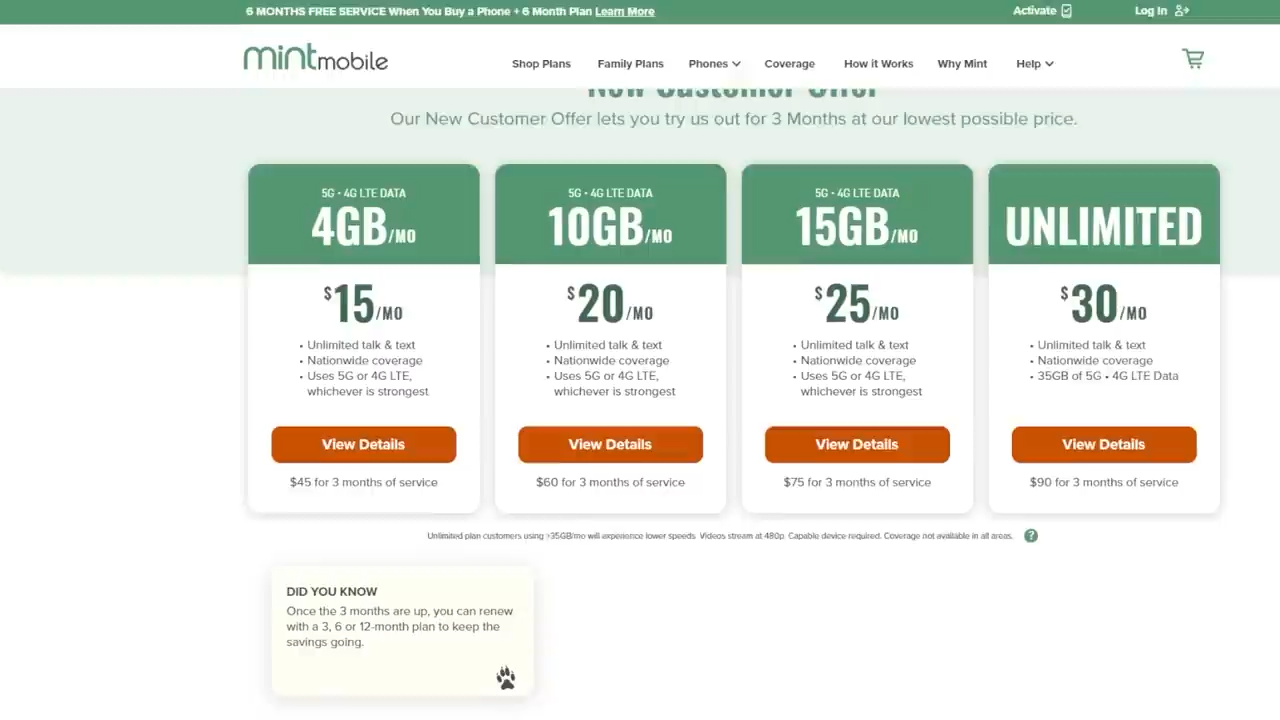 6 MONTHS FREE SERVICE When You Buy a Phone + 6 Month Plan Learn More
Activate
Log In
mintmobile
Shop Plans
Family Plans
Phones
Coverage
How it Works
Why Mint
Help
New Customer Offer
Our New Customer Offer lets you try us out for 3 Months at our lowest possible price.
5G • 4G LTE DATA
4GB/MO
$15/MO
• Unlimited talk & text
• Nationwide coverage
• Uses 5G or 4G LTE,
whichever is strongest
View Details
$45 for 3 months of service
5G • 4G LTE DATA
10GB/MO
$20/MO
• Unlimited talk & text
• Nationwide coverage
• Uses 5G or 4G LTE,
whichever is strongest
View Details
$60 for 3 months of service
5G • 4G LTE DATA
15GB/MO
$25/MO
• Unlimited talk & text
• Nationwide coverage
• Uses 5G or 4G LTE,
whichever is strongest
View Details
$75 for 3 months of service
UNLIMITED
$30/MO
• Unlimited talk & text
• Nationwide coverage
• 35GB of 5G • 4G LTE Data
View Details
$90 for 3 months of service
Unlimited plan customers using >35GB/mo will experience lower speeds. Videos stream at 480p. Capable device required. Coverage not available in all areas. ?
DID YOU KNOW
Once the 3 months are up, you can renew
with a 3, 6 or 12-month plan to keep the
savings going.